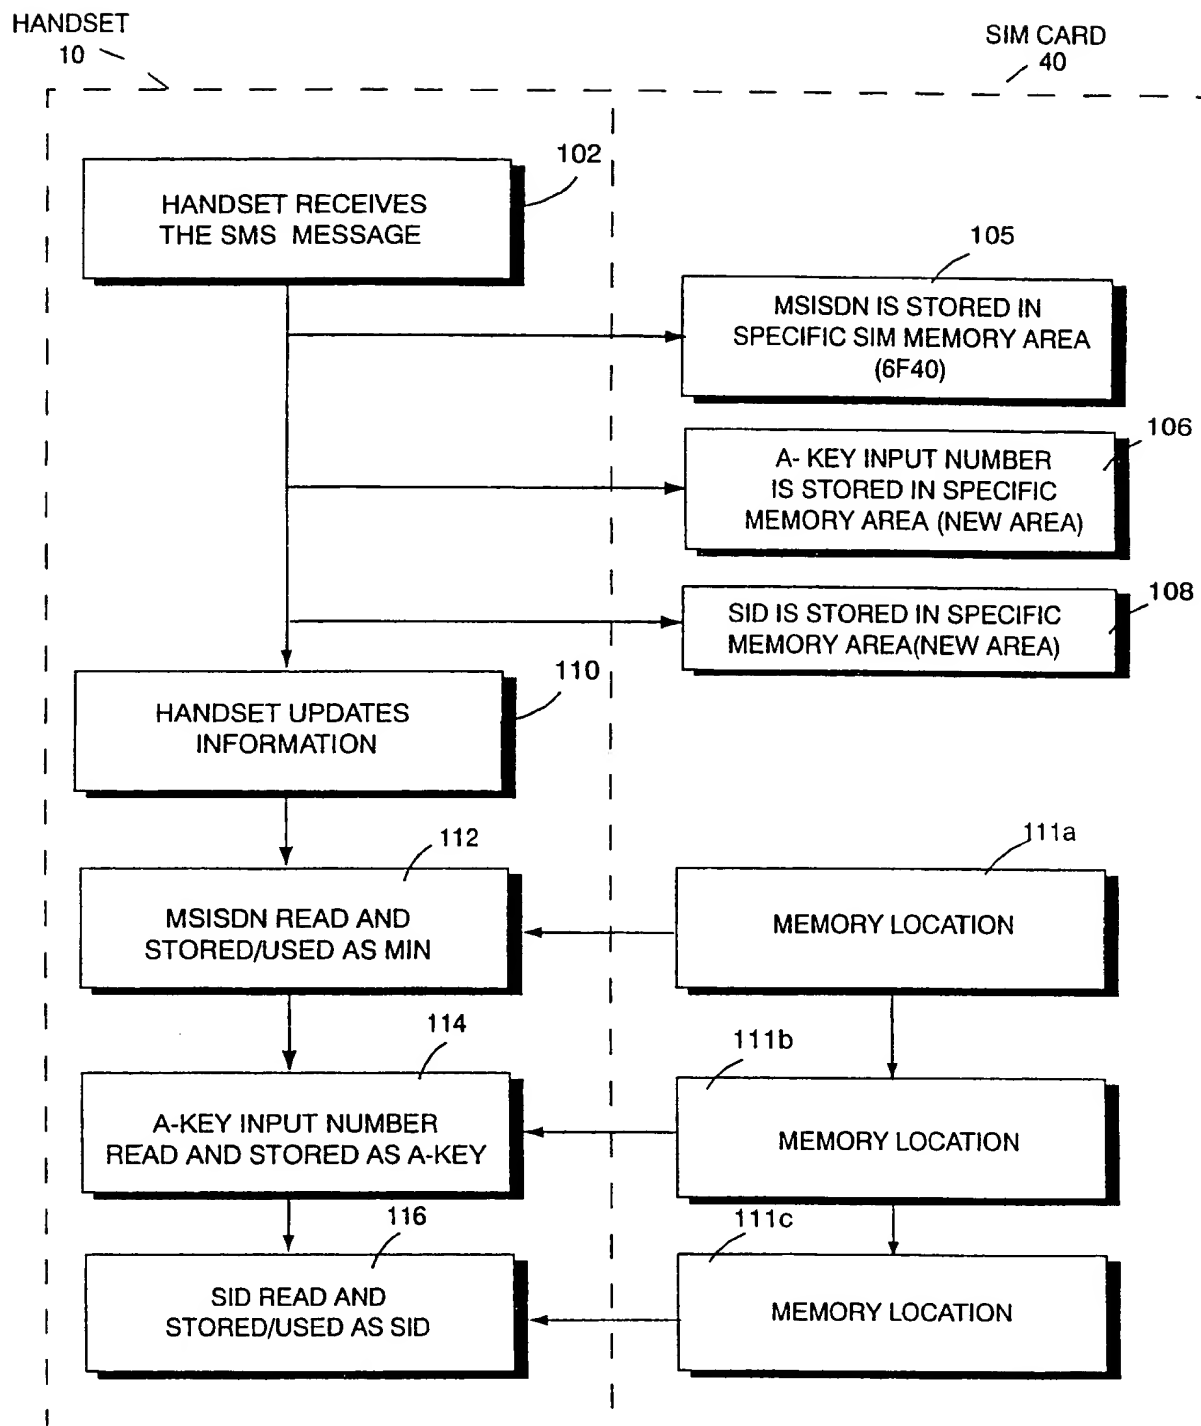 HANDSET
10
SIM CARD
40
102
HANDSET RECEIVES
THE SMS MESSAGE
105
MSISDN IS STORED IN
SPECIFIC SIM MEMORY AREA
(6F40)
106
A- KEY INPUT NUMBER
IS STORED IN SPECIFIC
MEMORY AREA (NEW AREA)
108
SID IS STORED IN SPECIFIC
MEMORY AREA(NEW AREA)
110
HANDSET UPDATES
INFORMATION
112
MSISDN READ AND
STORED/USED AS MIN
111a
MEMORY LOCATION
114
A-KEY INPUT NUMBER
READ AND STORED AS A-KEY
111b
MEMORY LOCATION
116
SID READ AND
STORED/USED AS SID
111c
MEMORY LOCATION